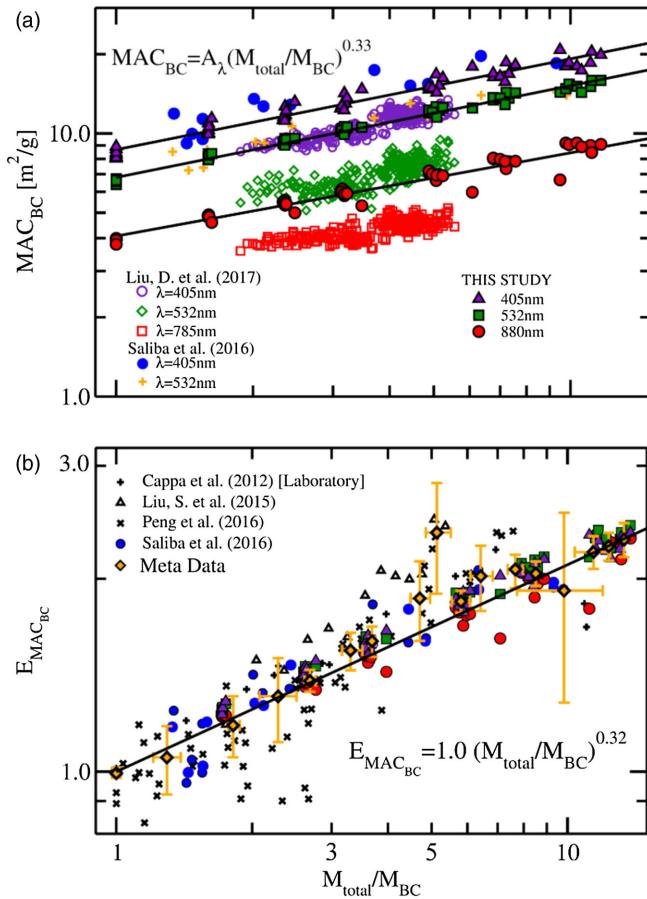 (a)
MAC_BC=A_λ(M_total/M_BC)^0.33
MAC_BC [m²/g]
10.0
1.0
Liu, D. et al. (2017)
λ=405nm
λ=532nm
λ=785nm
Saliba et al. (2016)
λ=405nm
λ=532nm
THIS STUDY
405nm
532nm
880nm
(b)
3.0
1.0
E_MAC_BC
Cappa et al. (2012) [Laboratory]
Liu, S. et al. (2015)
Peng et al. (2016)
Saliba et al. (2016)
Meta Data
E_MAC_BC=1.0 (M_total/M_BC)^0.32
1 2 3 5 10
M_total/M_BC